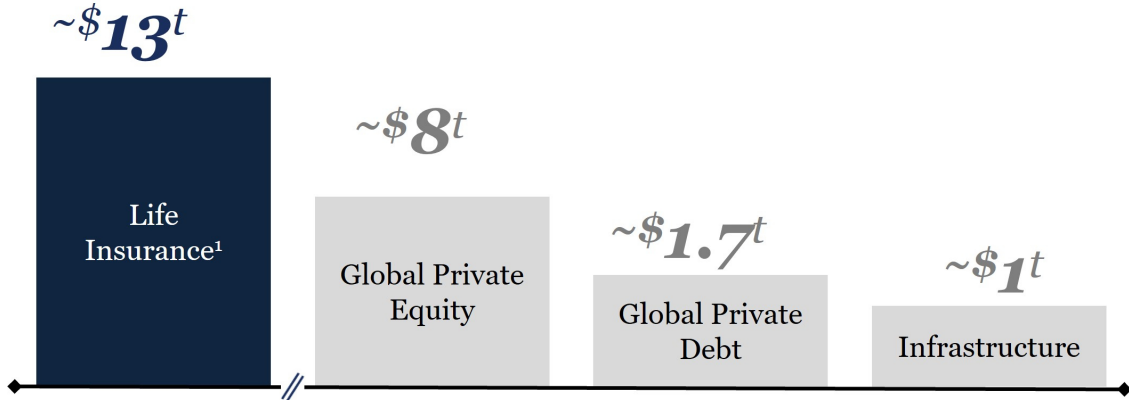 ~$13t
Life
Insurance¹
~$8t
Global Private
Equity
~$1.7t
Global Private
Debt
~$1t
Infrastructure